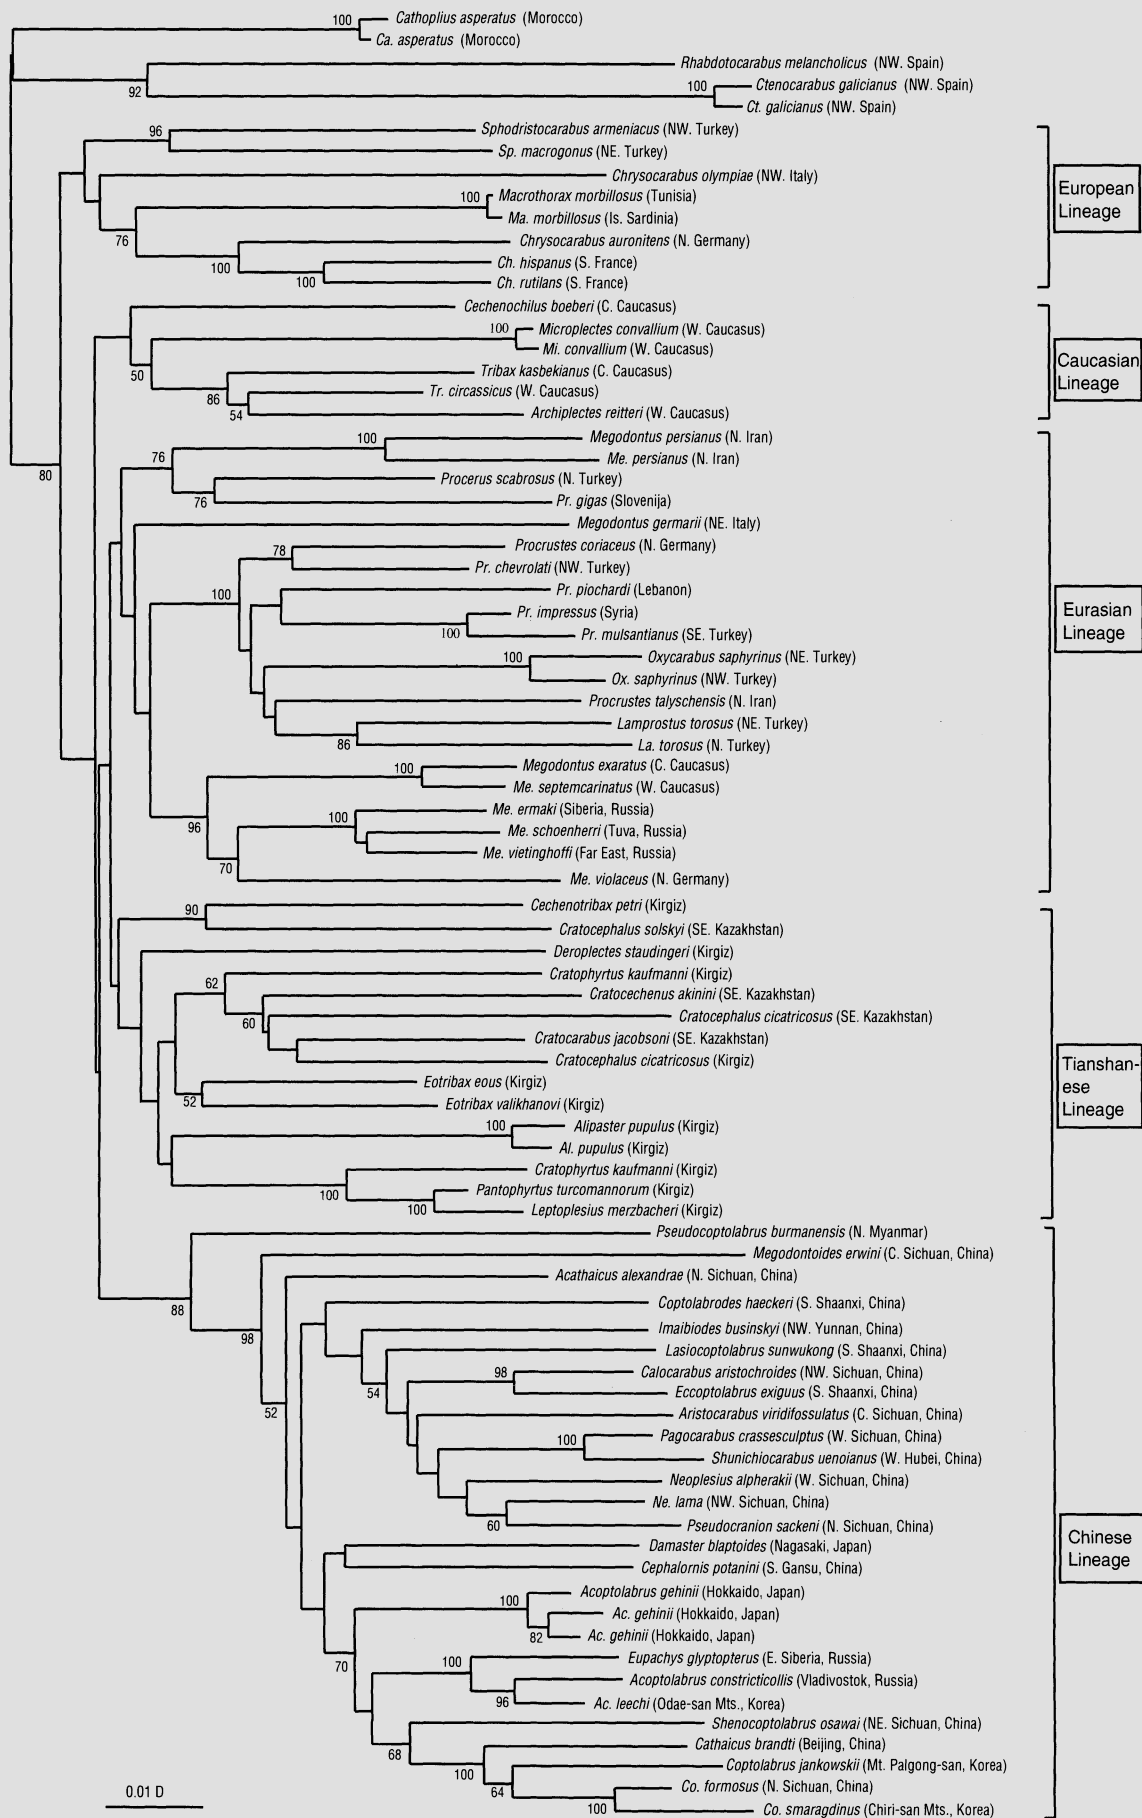 100
Cathoplius asperatus (Morocco)
Ca. asperatus (Morocco)
Rhabdotocarabus melancholicus (NW. Spain)
92
100
Ctenocarabus galicianus (NW. Spain)
Ct. galicianus (NW. Spain)
96
Sphodristocarabus armeniacus (NW. Turkey)
Sp. macrogonus (NE. Turkey)
Chrysocarabus olympiae (NW. Italy)
100
Macrothorax morbillosus (Tunisia)
Ma. morbillosus (Is. Sardinia)
76
Chrysocarabus auronitens (N. Germany)
100
Ch. hispanus (S. France)
100
Ch. rutilans (S. France)
European
Lineage
Cechenochilus boeberi (C. Caucasus)
100
Microplectes convallium (W. Caucasus)
Mi. convallium (W. Caucasus)
50
Tribax kasbekianus (C. Caucasus)
86
Tr. circassicus (W. Caucasus)
54
Archiplectes reitteri (W. Caucasus)
Caucasian
Lineage
80
100
Megodontus persianus (N. Iran)
76
Me. persianus (N. Iran)
Procerus scabrosus (N. Turkey)
76
Pr. gigas (Slovenija)
Megodontus germarii (NE. Italy)
78
Procrustes coriaceus (N. Germany)
Pr. chevrolati (NW. Turkey)
100
Pr. piochardi (Lebanon)
Pr. impressus (Syria)
100
Pr. mulsantianus (SE. Turkey)
100
Oxycarabus saphyrinus (NE. Turkey)
Ox. saphyrinus (NW. Turkey)
Procrustes talyschensis (N. Iran)
Lamprostus torosus (NE. Turkey)
86
La. torosus (N. Turkey)
100
Megodontus exaratus (C. Caucasus)
Me. septemcarinatus (W. Caucasus)
96
100
Me. ermaki (Siberia, Russia)
Me. schoenherri (Tuva, Russia)
Me. vietinghoffi (Far East, Russia)
70
Me. violaceus (N. Germany)
Eurasian
Lineage
90
Cechenotribax petri (Kirgiz)
Cratocephalus solskyi (SE. Kazakhstan)
Deroplectes staudingeri (Kirgiz)
62
Cratophyrtus kaufmanni (Kirgiz)
60
Cratocechenus akinini (SE. Kazakhstan)
Cratocephalus cicatricosus (SE. Kazakhstan)
Cratocarabus jacobsoni (SE. Kazakhstan)
Cratocephalus cicatricosus (Kirgiz)
Eotribax eous (Kirgiz)
52
Eotribax valikhanovi (Kirgiz)
100
Alipaster pupulus (Kirgiz)
Al. pupulus (Kirgiz)
Cratophyrtus kaufmanni (Kirgiz)
100
Pantophyrtus turcomannorum (Kirgiz)
100
Leptoplesius merzbacheri (Kirgiz)
Tianshan-
ese
Lineage
Pseudocoptolabrus burmanensis (N. Myanmar)
Megodontoides erwini (C. Sichuan, China)
88
Acathaicus alexandrae (N. Sichuan, China)
98
Coptolabrodes haeckeri (S. Shaanxi, China)
Imaibiodes businskyi (NW. Yunnan, China)
Lasiocoptolabrus sunwukong (S. Shaanxi, China)
54
98
Calocarabus aristochroides (NW. Sichuan, China)
Eccoptolabrus exiguus (S. Shaanxi, China)
52
Aristocarabus viridifossulatus (C. Sichuan, China)
100
Pagocarabus crassesculptus (W. Sichuan, China)
Shunichiocarabus uenoianus (W. Hubei, China)
Neoplesius alpherakii (W. Sichuan, China)
Ne. lama (NW. Sichuan, China)
60
Pseudocranion sackeni (N. Sichuan, China)
Damaster blaptoides (Nagasaki, Japan)
Cephalornis potanini (S. Gansu, China)
100
Acoptolabrus gehinii (Hokkaido, Japan)
Ac. gehinii (Hokkaido, Japan)
82
Ac. gehinii (Hokkaido, Japan)
70
100
Eupachys glyptopterus (E. Siberia, Russia)
Acoptolabrus constricticollis (Vladivostok, Russia)
96
Ac. leechi (Odae-san Mts., Korea)
Shenocoptolabrus osawai (NE. Sichuan, China)
68
Cathaicus brandti (Beijing, China)
100
Coptolabrus jankowskii (Mt. Palgong-san, Korea)
64
Co. formosus (N. Sichuan, China)
100
Co. smaragdinus (Chiri-san Mts., Korea)
Chinese
Lineage
0.01 D